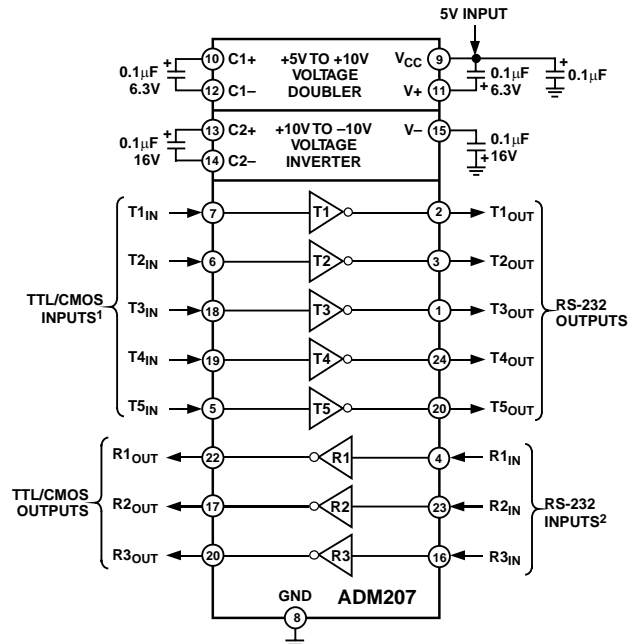 5V INPUT
10 C1+ +5V TO +10V VOLTAGE DOUBLER VCC 9
0.1μF 6.3V + 
12 C1– V+ 11
+ 0.1μF 6.3V
+ 0.1μF
13 C2+ +10V TO –10V VOLTAGE INVERTER V– 15
0.1μF 16V +
14 C2–
0.1μF + 16V
T1IN 7 T1 2 T1OUT
T2IN 6 T2 3 T2OUT
TTL/CMOS INPUTS1
T3IN 18 T3 1 T3OUT
RS-232 OUTPUTS
T4IN 19 T4 24 T4OUT
T5IN 5 T5 20 T5OUT
R1OUT 22 R1 4 R1IN
TTL/CMOS OUTPUTS
R2OUT 17 R2 23 R2IN
RS-232 INPUTS2
R3OUT 20 R3 16 R3IN
GND ADM207
8